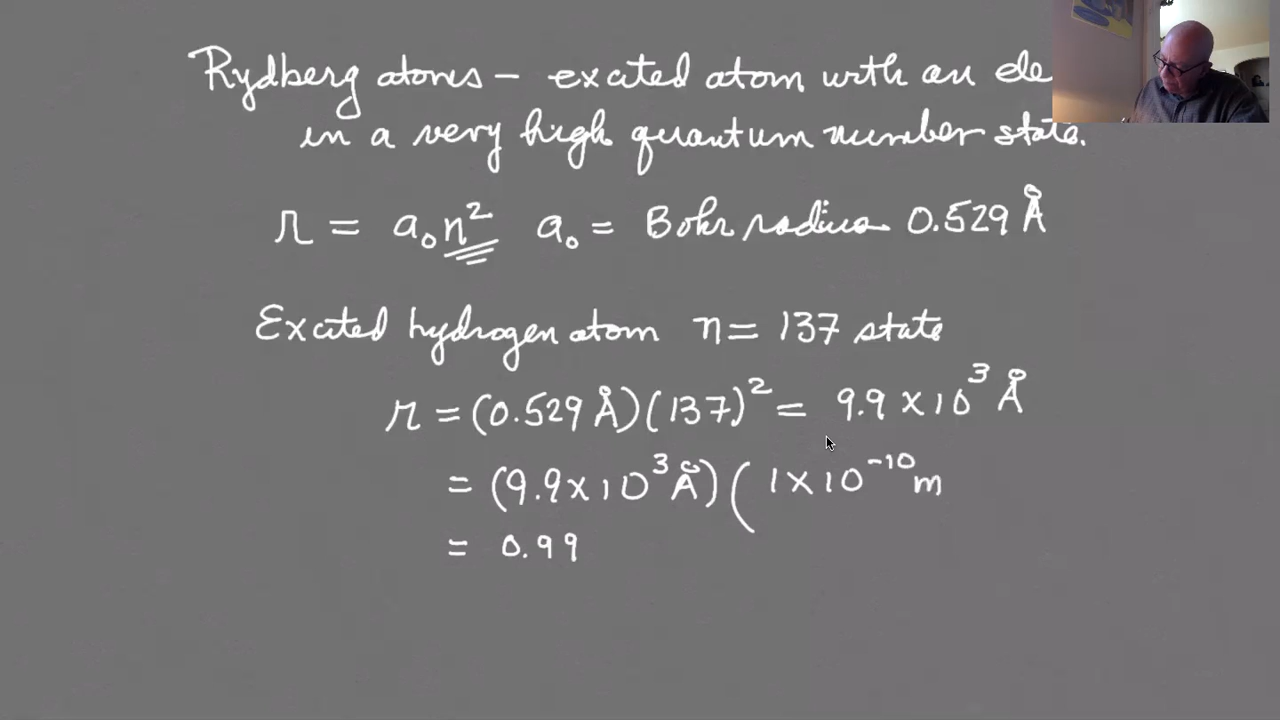 Rydberg atoms – excited atom with an ele
in a very high quantum number state.
r = a₀n² a₀ = Bohr radius 0.529 Å
Excited hydrogen atom n = 137 state
r = (0.529 Å)(137)² = 9.9 × 10³ Å
= (9.9 × 10³ Å)( 1 × 10⁻¹⁰ m
= 0.99